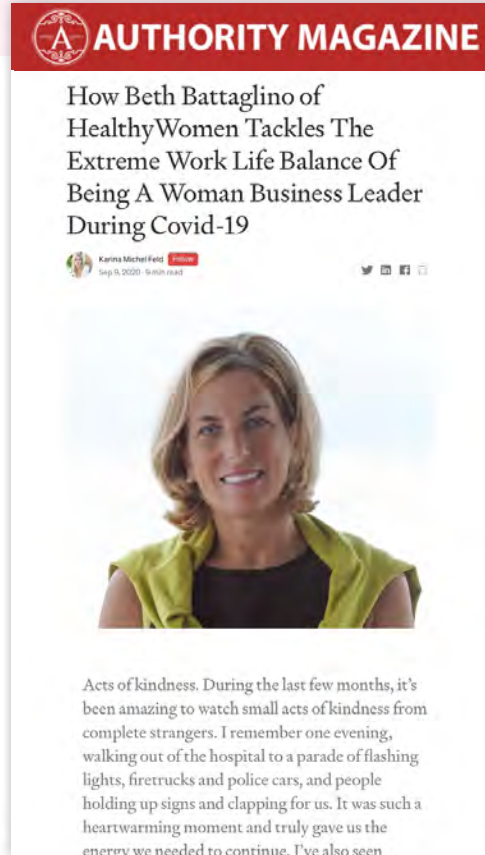 A
AUTHORITY MAGAZINE
How Beth Battaglino of
HealthyWomen Tackles The
Extreme Work Life Balance Of
Being A Woman Business Leader
During Covid-19
Karina Michel Feld Follow
Sep 9, 2020 · 9 min read
Acts of kindness. During the last few months, it’s
been amazing to watch small acts of kindness from
complete strangers. I remember one evening,
walking out of the hospital to a parade of flashing
lights, firetrucks and police cars, and people
holding up signs and clapping for us. It was such a
heartwarming moment and truly gave us the
energy we needed to continue. I’ve also seen